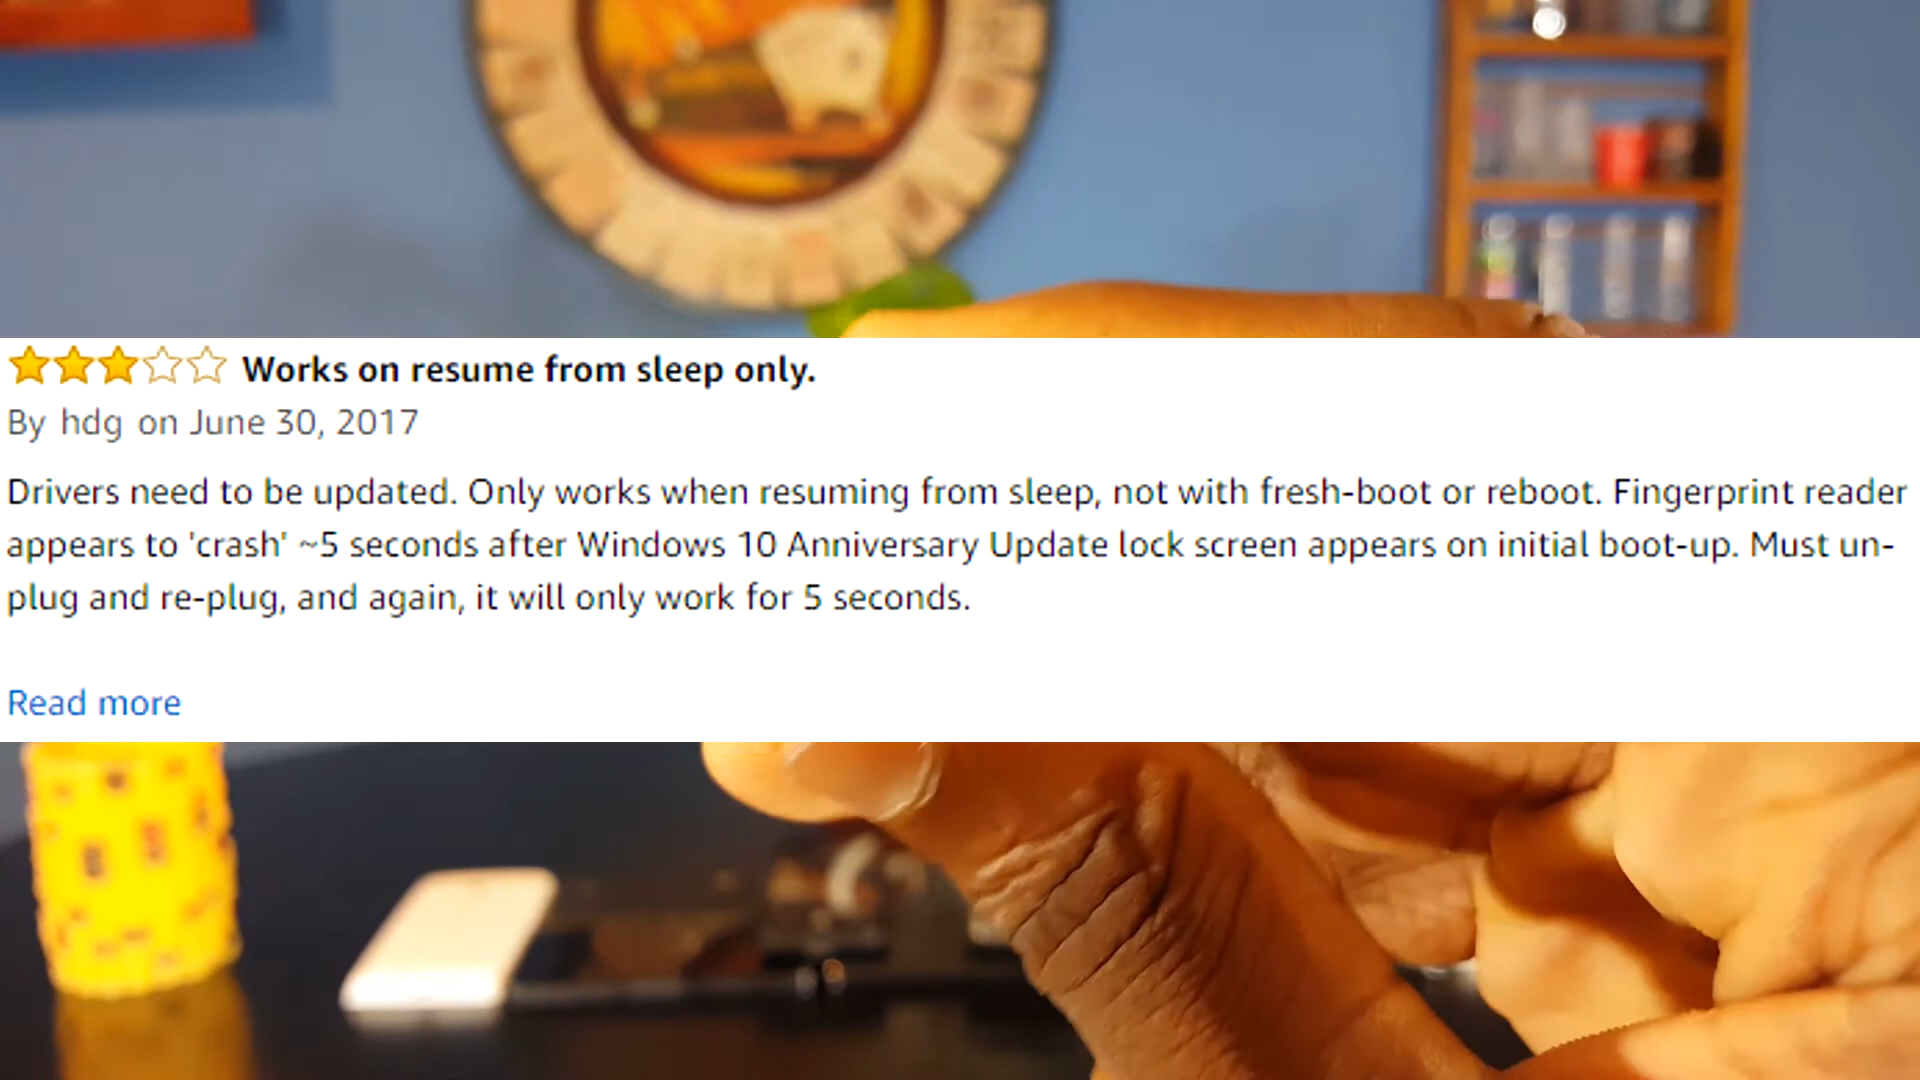 Works on resume from sleep only.
By hdg on June 30, 2017
Drivers need to be updated. Only works when resuming from sleep, not with fresh-boot or reboot. Fingerprint reader
appears to 'crash' ~5 seconds after Windows 10 Anniversary Update lock screen appears on initial boot-up. Must un-
plug and re-plug, and again, it will only work for 5 seconds.
Read more